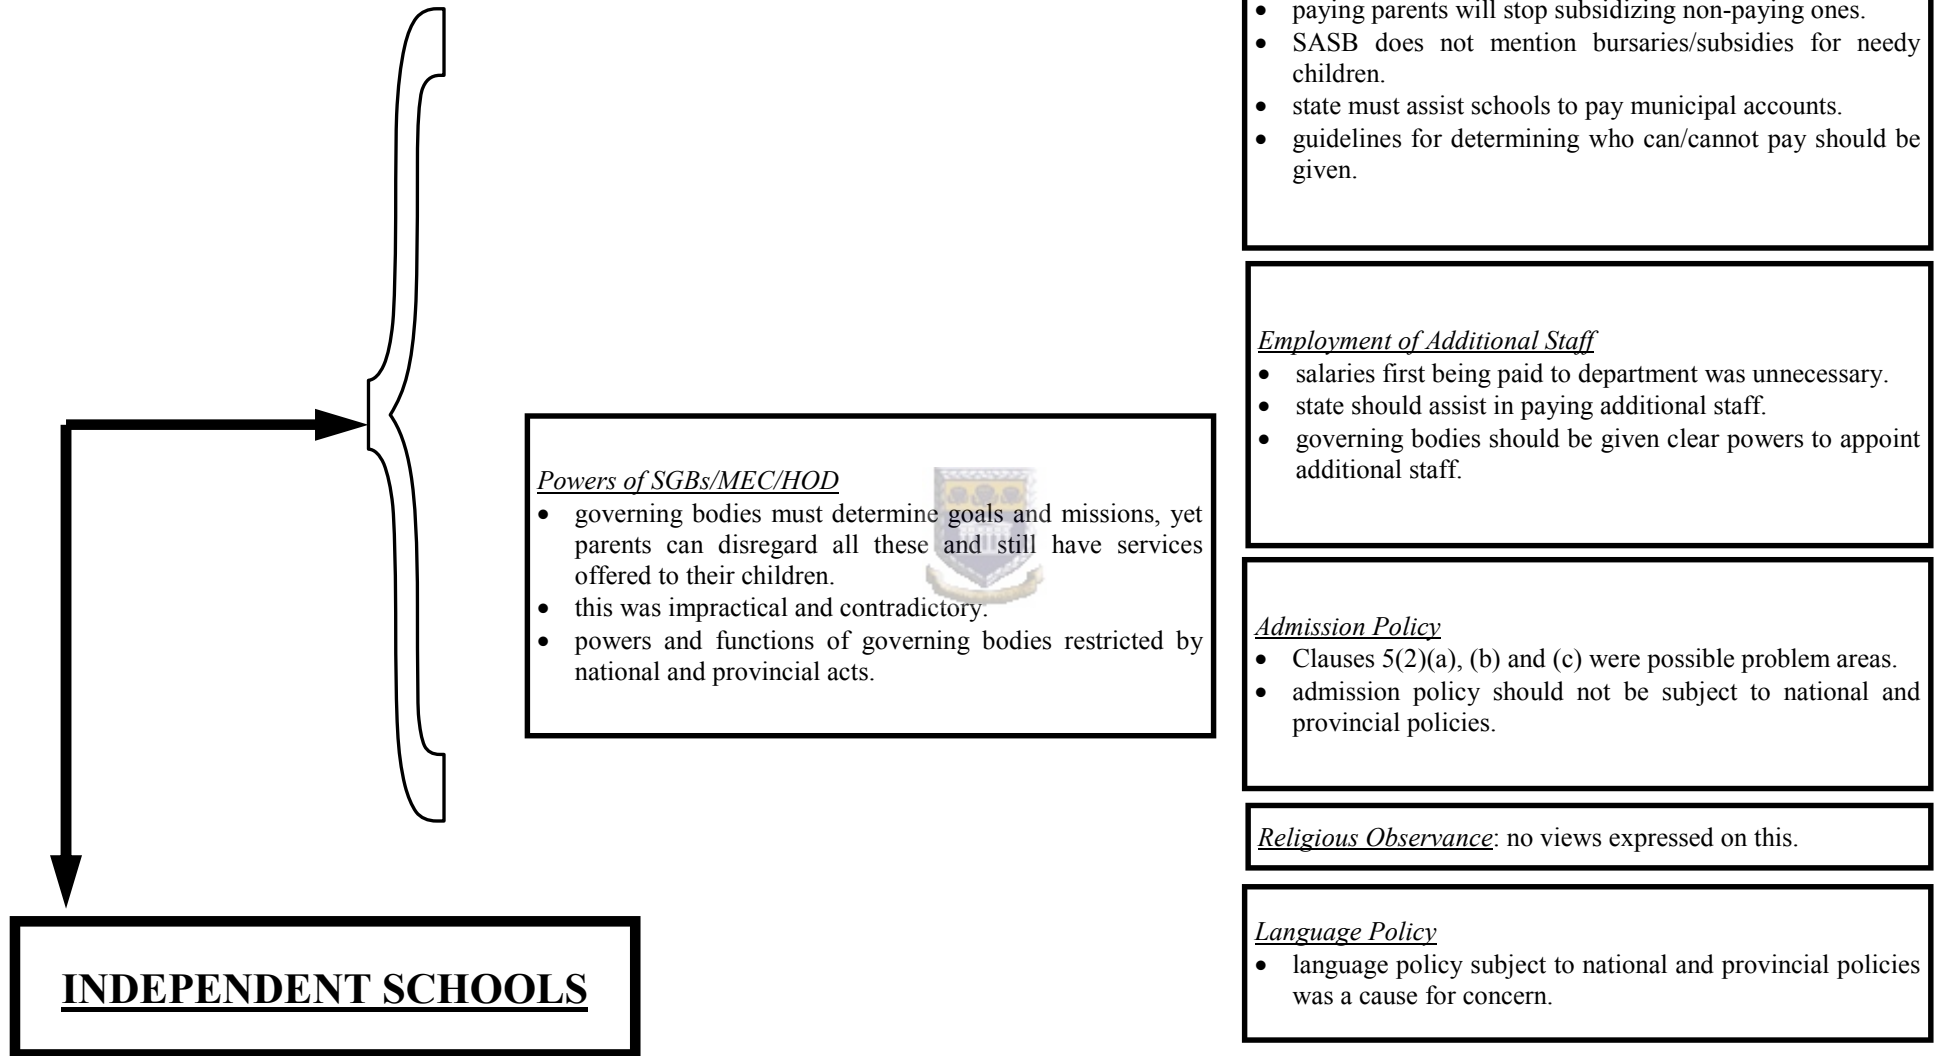 • paying parents will stop subsidizing non-paying ones.
• SASB does not mention bursaries/subsidies for needy
children.
• state must assist schools to pay municipal accounts.
• guidelines for determining who can/cannot pay should be
given.
Employment of Additional Staff
• salaries first being paid to department was unnecessary.
• state should assist in paying additional staff.
• governing bodies should be given clear powers to appoint
additional staff.
Powers of SGBs/MEC/HOD
• governing bodies must determine goals and missions, yet
parents can disregard all these and still have services
offered to their children.
• this was impractical and contradictory.
• powers and functions of governing bodies restricted by
national and provincial acts.
Admission Policy
• Clauses 5(2)(a), (b) and (c) were possible problem areas.
• admission policy should not be subject to national and
provincial policies.
Religious Observance: no views expressed on this.
Language Policy
• language policy subject to national and provincial policies
was a cause for concern.
INDEPENDENT SCHOOLS